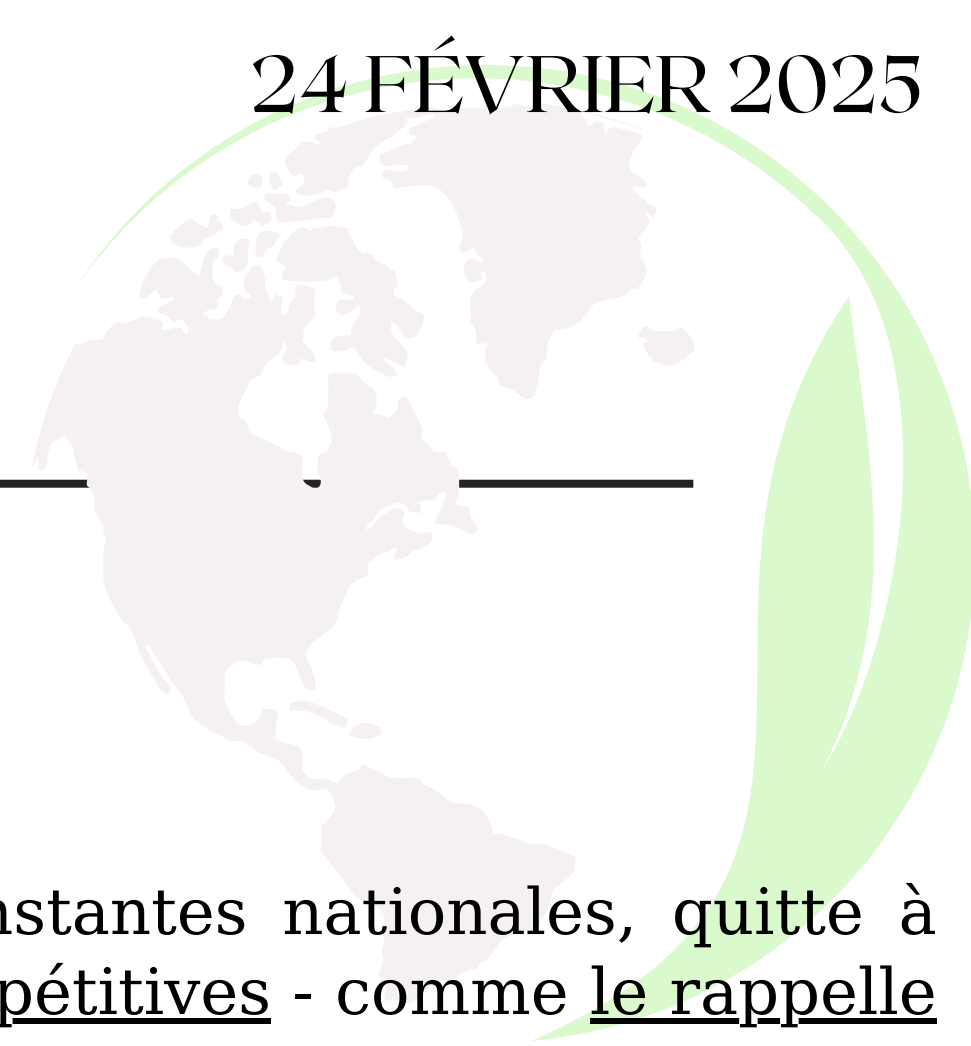 24 FÉVRIER 2025
nstantes nationales, quitte à
pétitives - comme le rappelle